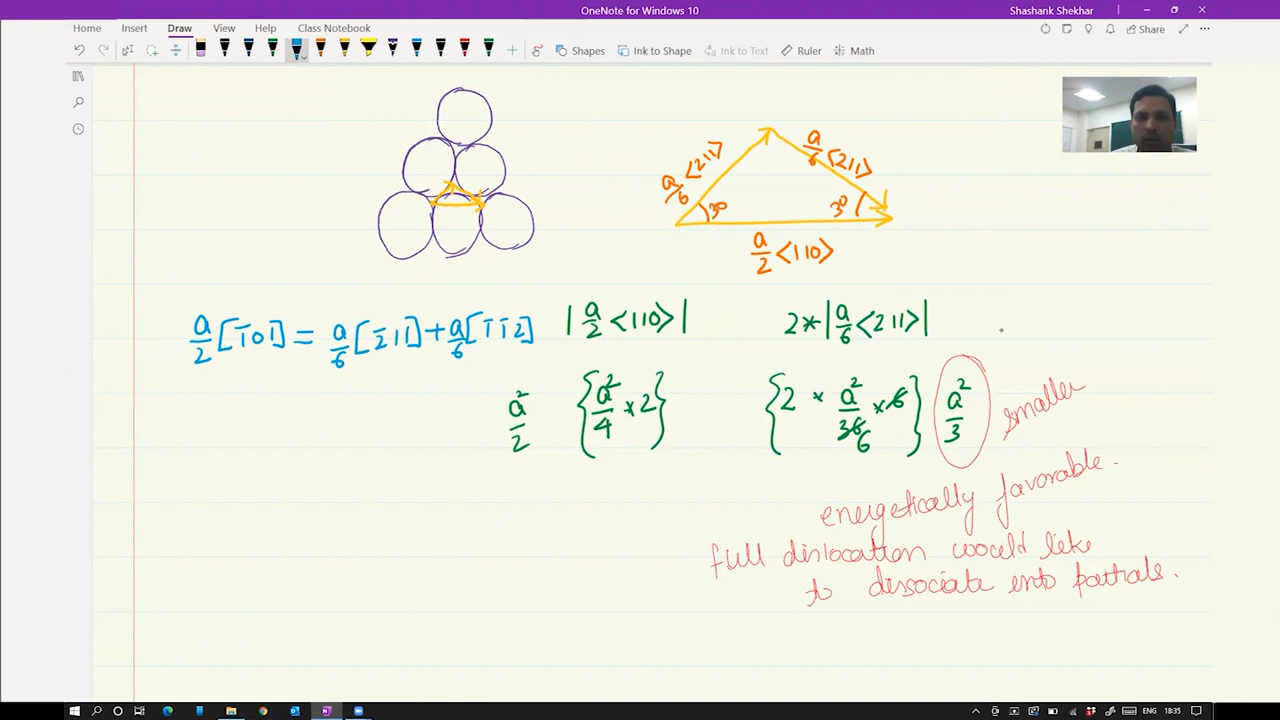 OneNote for Windows 10
Shashank Shekhar
Home Insert Draw View Help Class Notebook
Share
Shapes Ink to Shape Ink to Text Ruler Math
a/6 <211>
a/6 <211>
30
30
a/2 <110>
a/2 [1̄01] = a/6 [2̄11] + a/6 [1̄1̄2]
|a/2 <110>|
2*|a/6 <211>|
a²/2 {a²/4 * 2}
{2 * a²/36 * 6} 6 a²/3
smaller
energetically favorable.
full dislocation would like
to dissociate into partials.
ENG 18:35